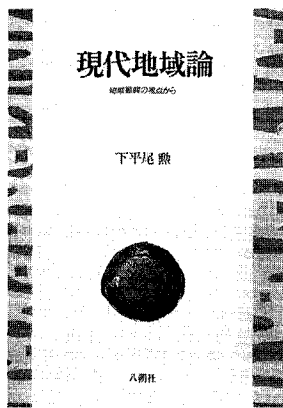 現代地域論
地域振興の視点から
下平尾 勲
八朔社